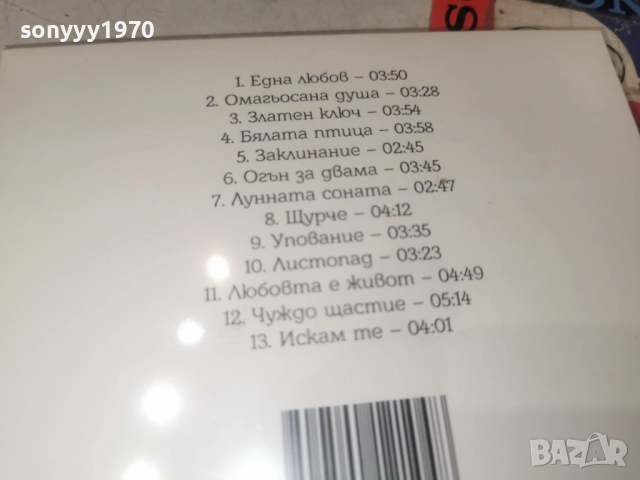 sonyyy1970
1. Една любов – 03:50
2. Омагьосана душа – 03:28
3. Златен ключ – 03:54
4. Бялата птица – 03:58
5. Заклинание – 02:45
6. Огън за двама – 03:45
7. Лунната соната – 02:47
8. Щурче – 04:12
9. Упование – 03:35
10. Листопад – 03:23
11. Любовта е живот – 04:49
12. Чуждо щастие – 05:14
13. Искам те – 04:01
BAZAR